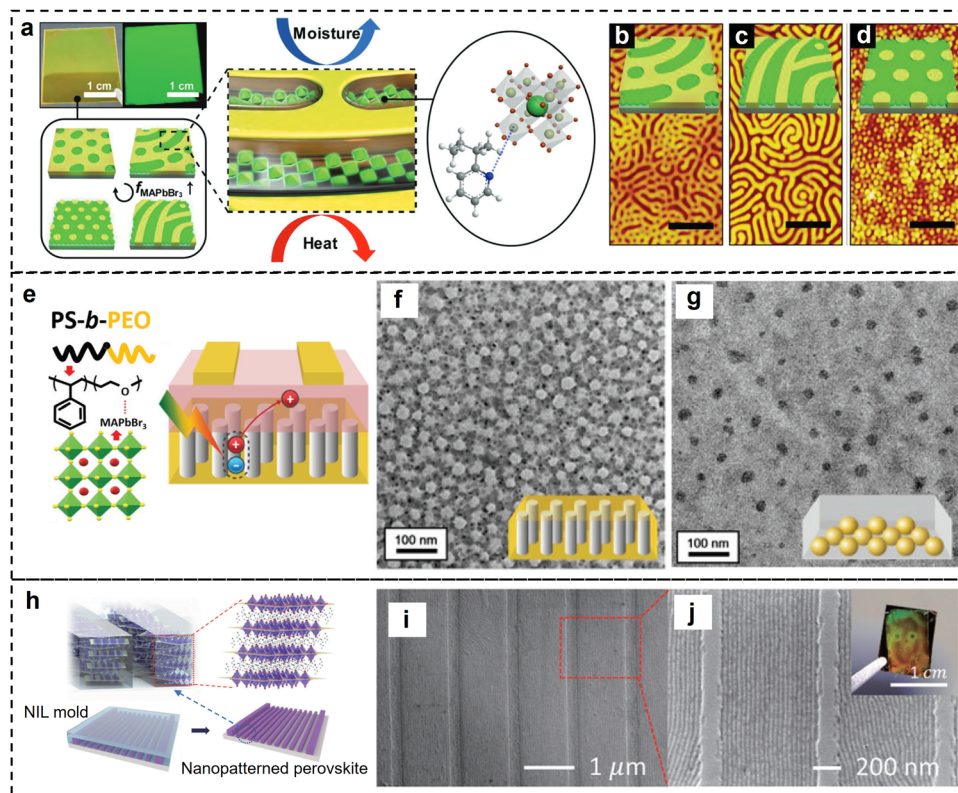 a
1 cm
1 cm
Moisture
fMAPbBr3 ↑
Heat
b
c
d
e
PS-b-PEO
O
MAPbBr3
+
+
-
f
100 nm
g
100 nm
h
NIL mold
Nanopatterned perovskite
i
1 μm
j
1 cm
200 nm